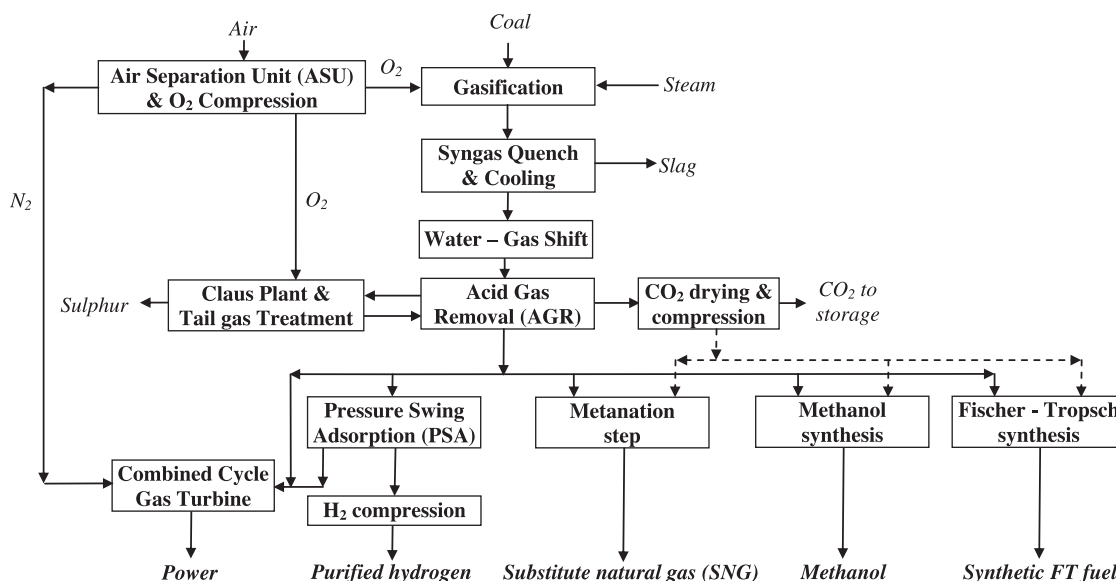 Air
Coal
Air Separation Unit (ASU)
& O2 Compression
O2
Gasification
Steam
Syngas Quench
& Cooling
Slag
N2
O2
Water – Gas Shift
Sulphur
Claus Plant &
Tail gas Treatment
Acid Gas
Removal (AGR)
CO2 drying &
compression
CO2 to
storage
Pressure Swing
Adsorption (PSA)
Metanation
step
Methanol
synthesis
Fischer - Tropsch
synthesis
Combined Cycle
Gas Turbine
H2 compression
Power
Purified hydrogen
Substitute natural gas (SNG)
Methanol
Synthetic FT fuel